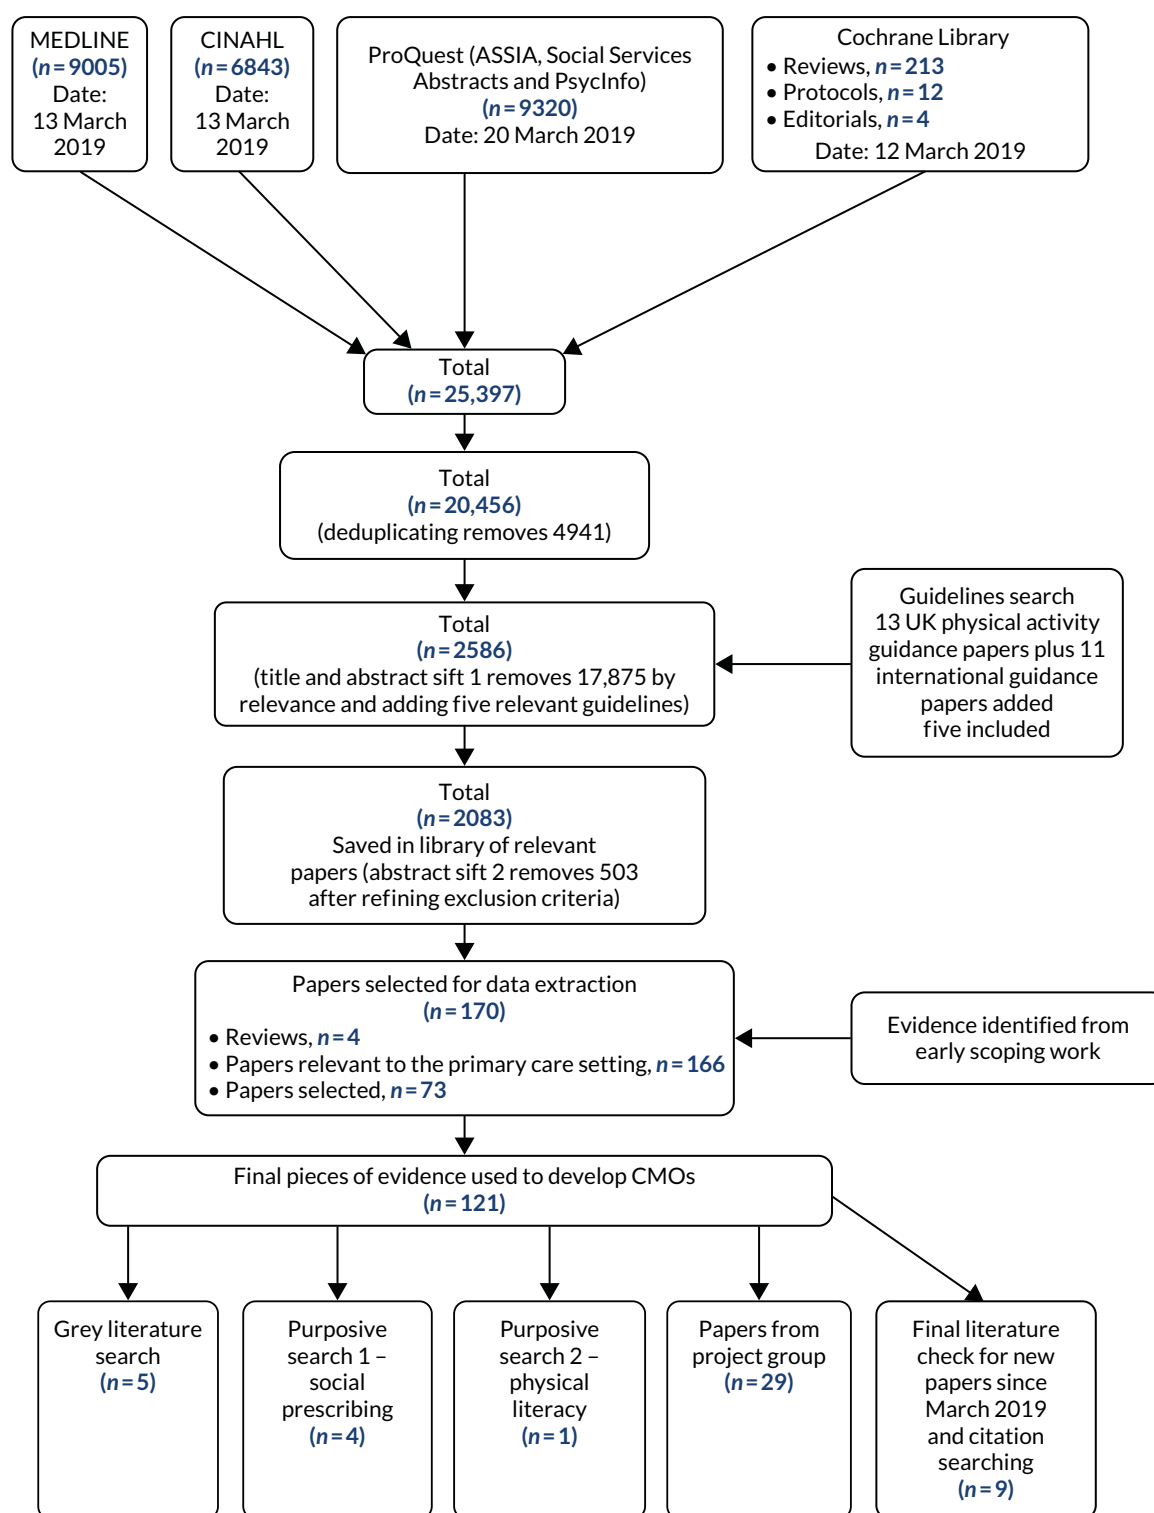 MEDLINE
(n=9005)
Date:
13 March
2019
CINAHL
(n=6843)
Date:
13 March
2019
ProQuest (ASSIA, Social Services
Abstracts and PsycInfo)
(n=9320)
Date: 20 March 2019
Cochrane Library
• Reviews, n=213
• Protocols, n=12
• Editorials, n=4
Date: 12 March 2019
Total
(n=25,397)
Total
(n=20,456)
(deduplicating removes 4941)
Total
(n=2586)
(title and abstract sift 1 removes 17,875 by
relevance and adding five relevant guidelines)
Guidelines search
13 UK physical activity
guidance papers plus 11
international guidance
papers added
five included
Total
(n=2083)
Saved in library of relevant
papers (abstract sift 2 removes 503
after refining exclusion criteria)
Papers selected for data extraction
(n=170)
• Reviews, n=4
• Papers relevant to the primary care setting, n=166
• Papers selected, n=73
Evidence identified from
early scoping work
Final pieces of evidence used to develop CMOs
(n=121)
Grey literature
search
(n=5)
Purposive
search 1 –
social
prescribing
(n=4)
Purposive
search 2 –
physical
literacy
(n=1)
Papers from
project group
(n=29)
Final literature
check for new
papers since
March 2019
and citation
searching
(n=9)